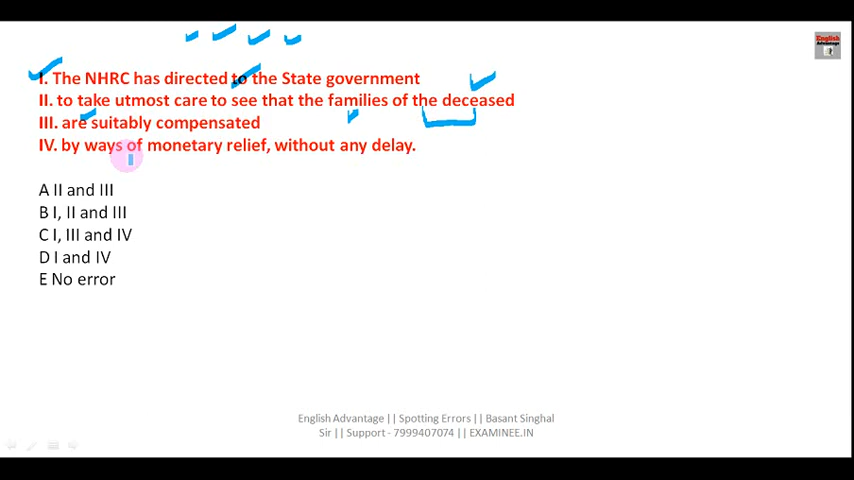 English
Advantage
I. The NHRC has directed to the State government
II. to take utmost care to see that the families of the deceased
III. are suitably compensated
IV. by ways of monetary relief, without any delay.
A II and III
B I, II and III
C I, III and IV
D I and IV
E No error
English Advantage || Spotting Errors || Basant Singhal
Sir || Support - 7999407074 || EXAMINEE.IN